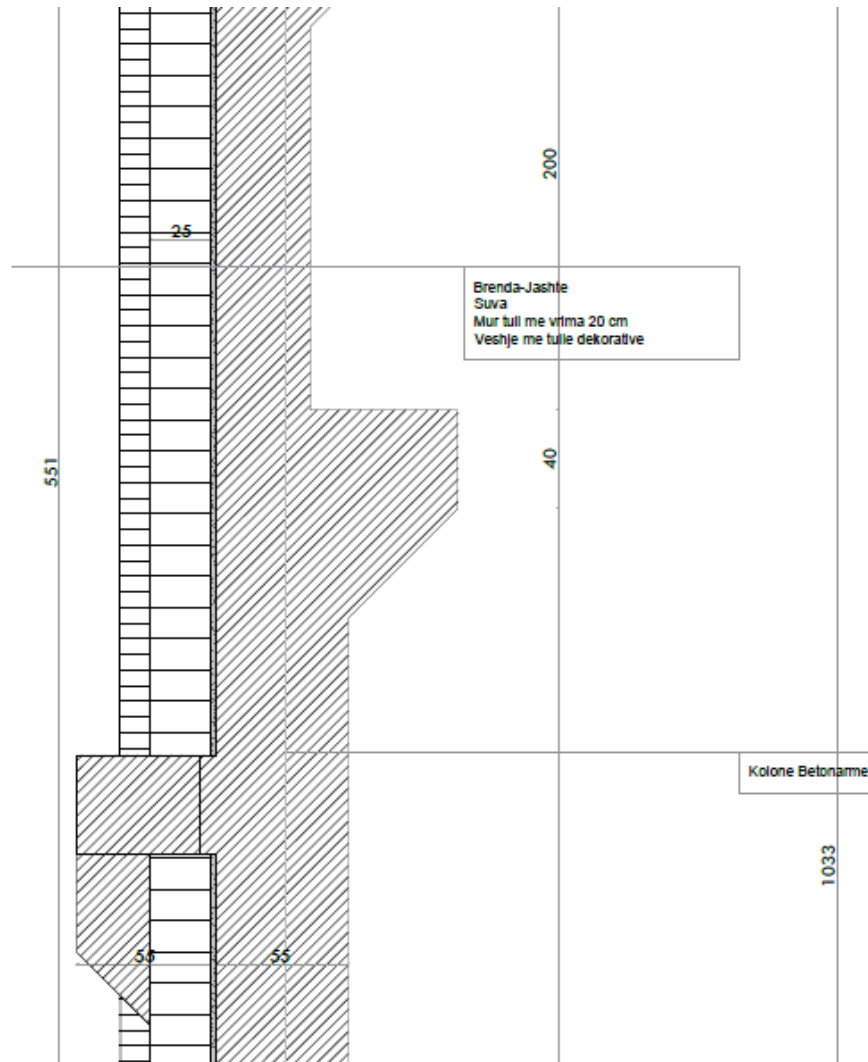 200
25
Brenda-Jashte
Suva
Mur tull me vrima 20 cm
Veshje me tulle dekorative
551
40
Kolone Betonarme
1033
55
55